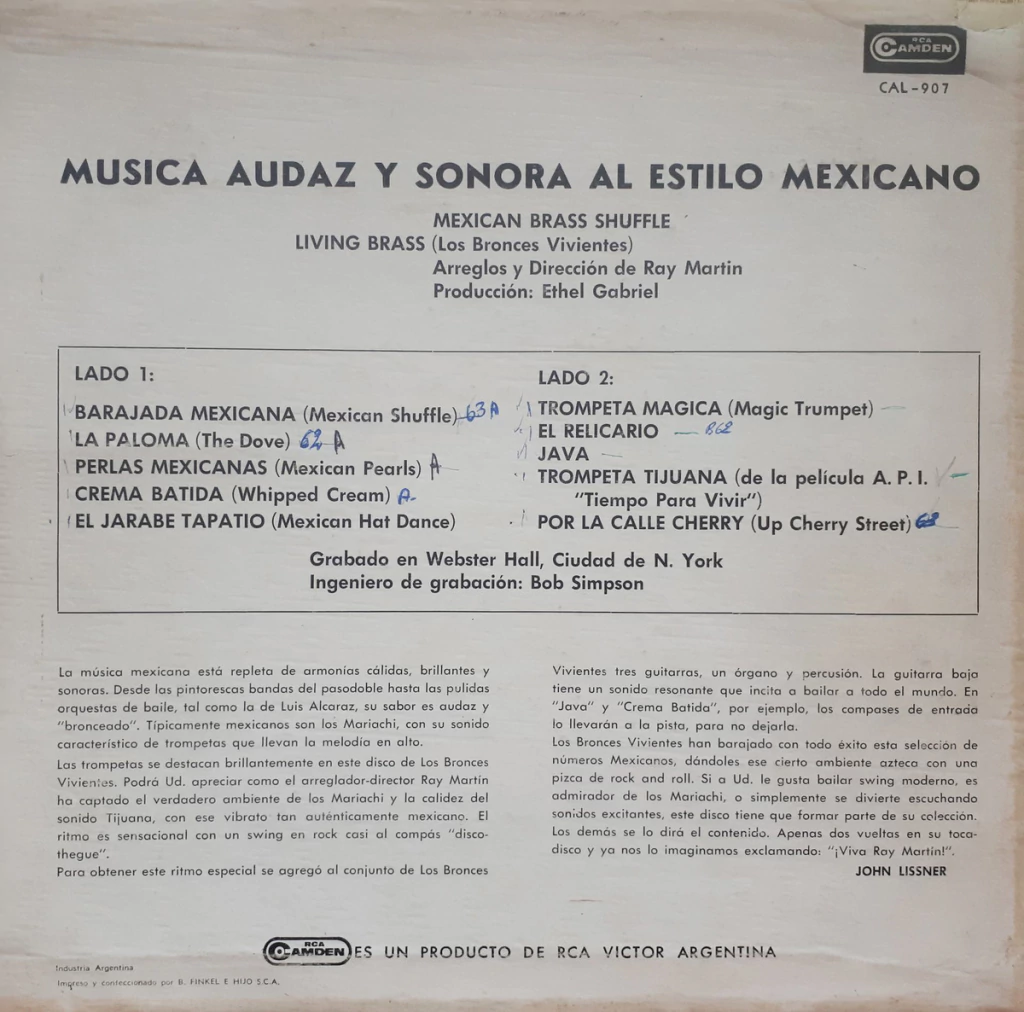 RCA
CAMDEN
CAL-907
MUSICA AUDAZ Y SONORA AL ESTILO MEXICANO
MEXICAN BRASS SHUFFLE
LIVING BRASS (Los Bronces Vivientes)
Arreglos y Dirección de Ray Martin
Producción: Ethel Gabriel
LADO 1:
BARAJADA MEXICANA (Mexican Shuffle) 63 A
LA PALOMA (The Dove) 62 A
PERLAS MEXICANAS (Mexican Pearls) A
CREMA BATIDA (Whipped Cream) A
EL JARABE TAPATIO (Mexican Hat Dance)
LADO 2:
TROMPETA MAGICA (Magic Trumpet)
EL RELICARIO
JAVA
TROMPETA TIJUANA (de la película A. P. I.
"Tiempo Para Vivir")
POR LA CALLE CHERRY (Up Cherry Street)
Grabado en Webster Hall, Ciudad de N. York
Ingeniero de grabación: Bob Simpson
La música mexicana está repleta de armonías cálidas, brillantes y
sonoras. Desde las pintorescas bandas del pasodoble hasta las pulidas
orquestas de baile, tal como la de Luis Alcaraz, su sabor es audaz y
"bronceado". Típicamente mexicanos son los Mariachi, con su sonido
característico de trompetas que llevan la melodía en alto.
Las trompetas se destacan brillantemente en este disco de Los Bronces
Vivientes. Podrá Ud. apreciar como el arreglador-director Ray Martín
ha captado el verdadero ambiente de los Mariachi y la calidez del
sonido Tijuana, con ese vibrato tan auténticamente mexicano. El
ritmo es sensacional con un swing en rock casi al compás "disco-
thegue".
Para obtener este ritmo especial se agregó al conjunto de Los Bronces
Vivientes tres guitarras, un órgano y percusión. La guitarra baja
tiene un sonido resonante que incita a bailar a todo el mundo. En
"Java" y "Crema Batida", por ejemplo, los compases de entrada
lo llevarán a la pista, para no dejarla.
Los Bronces Vivientes han barajado con todo éxito esta selección de
números Mexicanos, dándoles ese cierto ambiente azteca con una
pizca de rock and roll. Si a Ud. le gusta bailar swing moderno, es
admirador de los Mariachi, o simplemente se divierte escuchando
sonidos excitantes, este disco tiene que formar parte de su colección.
Los demás se lo dirá el contenido. Apenas dos vueltas en su toca-
disco y ya nos lo imaginamos exclamando: "¡Viva Ray Martín!".
JOHN LISSNER
RCA
CAMDEN ES UN PRODUCTO DE RCA VICTOR ARGENTINA
Industria Argentina
Impreso y confeccionado por B. FINKEL E HIJO S.C.A.